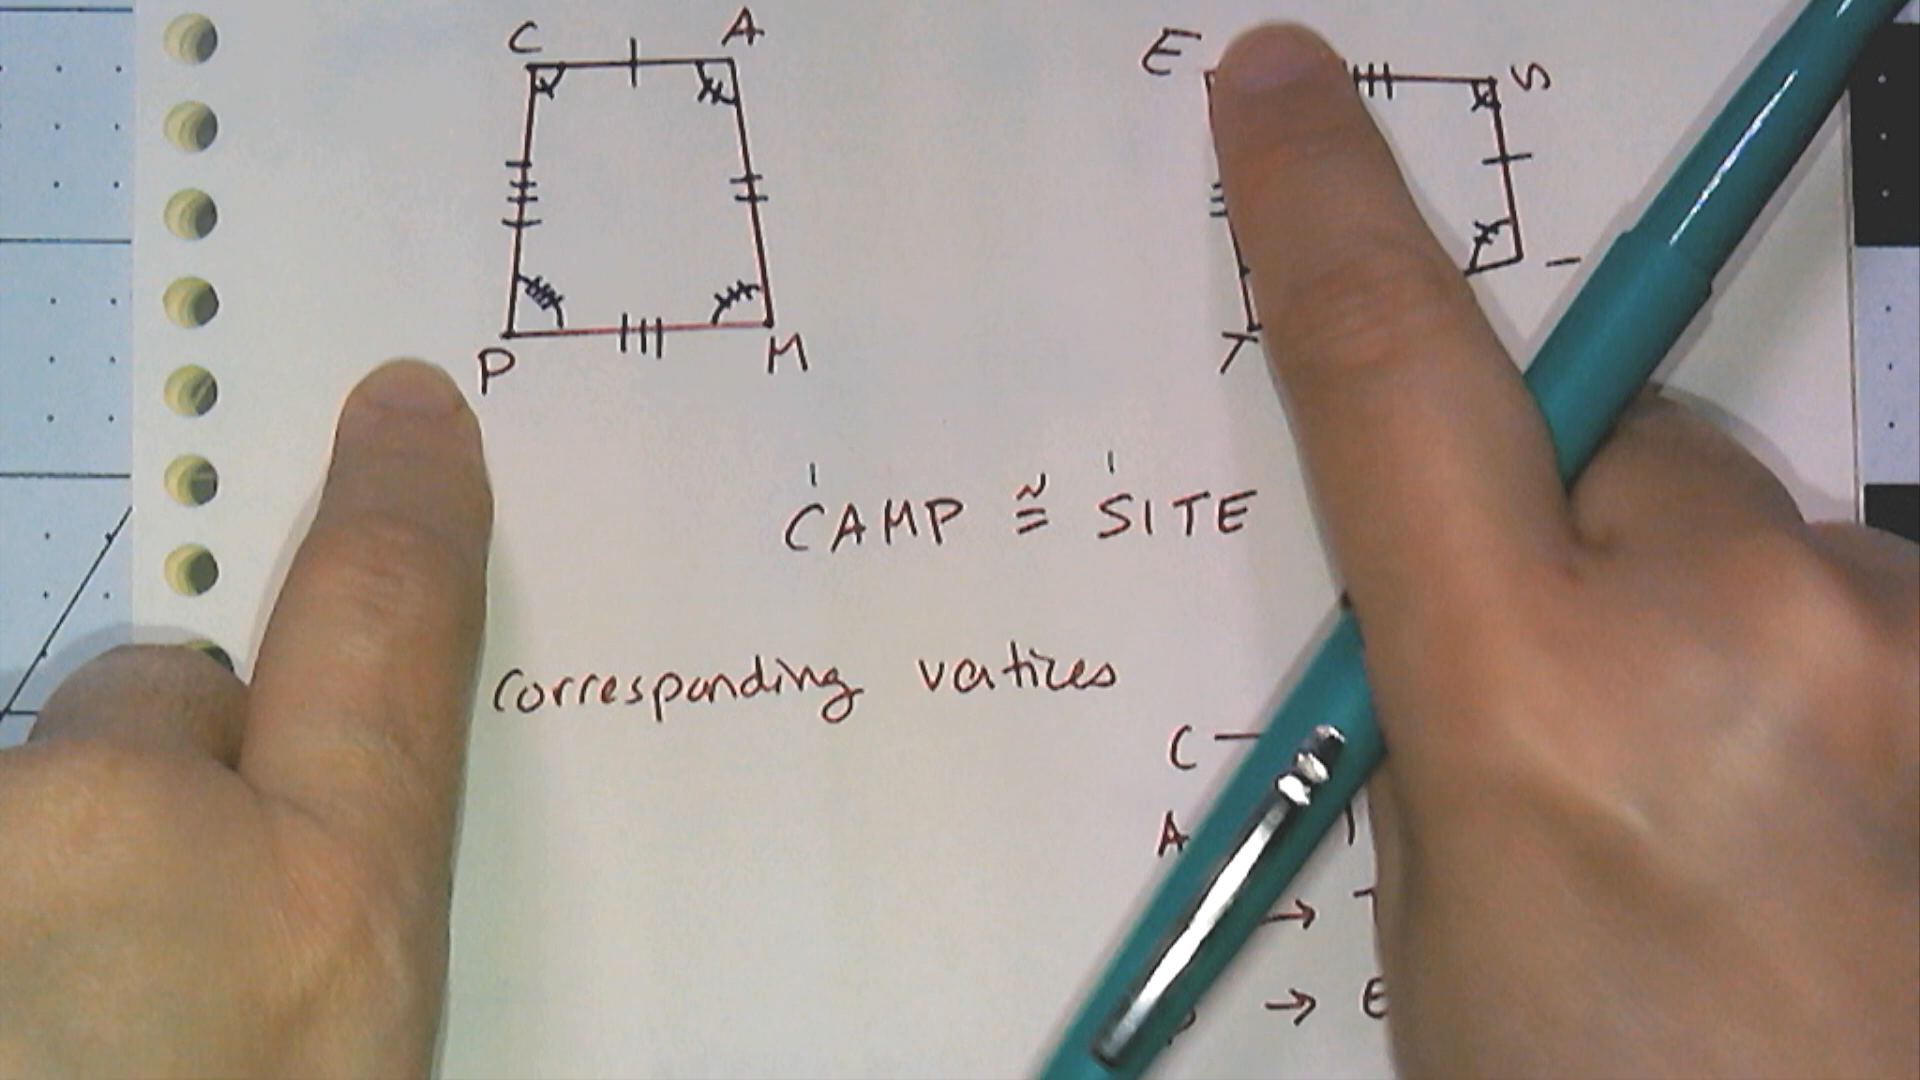 C A E S
I
P M T
CAMP ≅ SITE
corresponding vertices
C
A
→ T
P → E